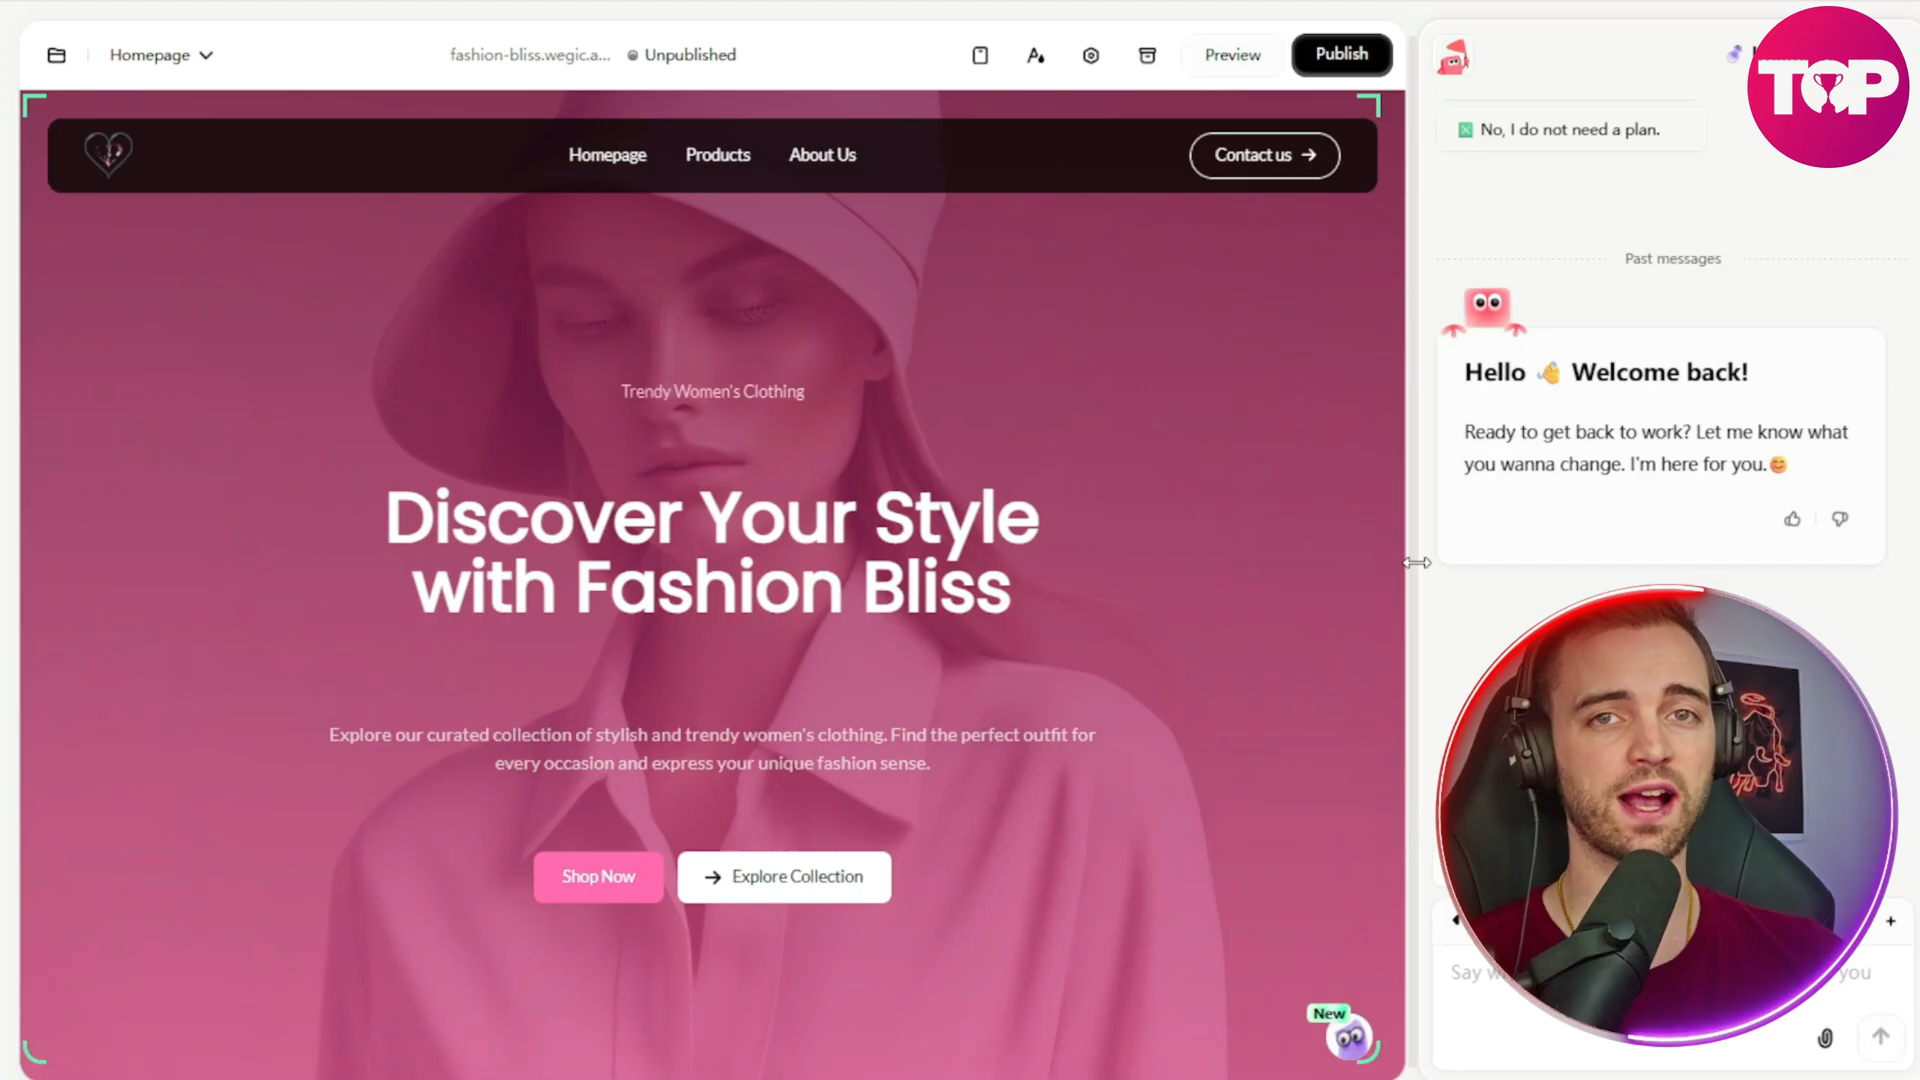 Homepage
fashion-bliss.wegic.a...
Unpublished
Preview
Publish
TOP
No, I do not need a plan.
Homepage
Products
About Us
Contact us
Past messages
Hello Welcome back!
Ready to get back to work? Let me know what
you wanna change. I'm here for you.
Trendy Women's Clothing
Discover Your Style
with Fashion Bliss
Explore our curated collection of stylish and trendy women's clothing. Find the perfect outfit for
every occasion and express your unique fashion sense.
Shop Now
Explore Collection
New
Say
you